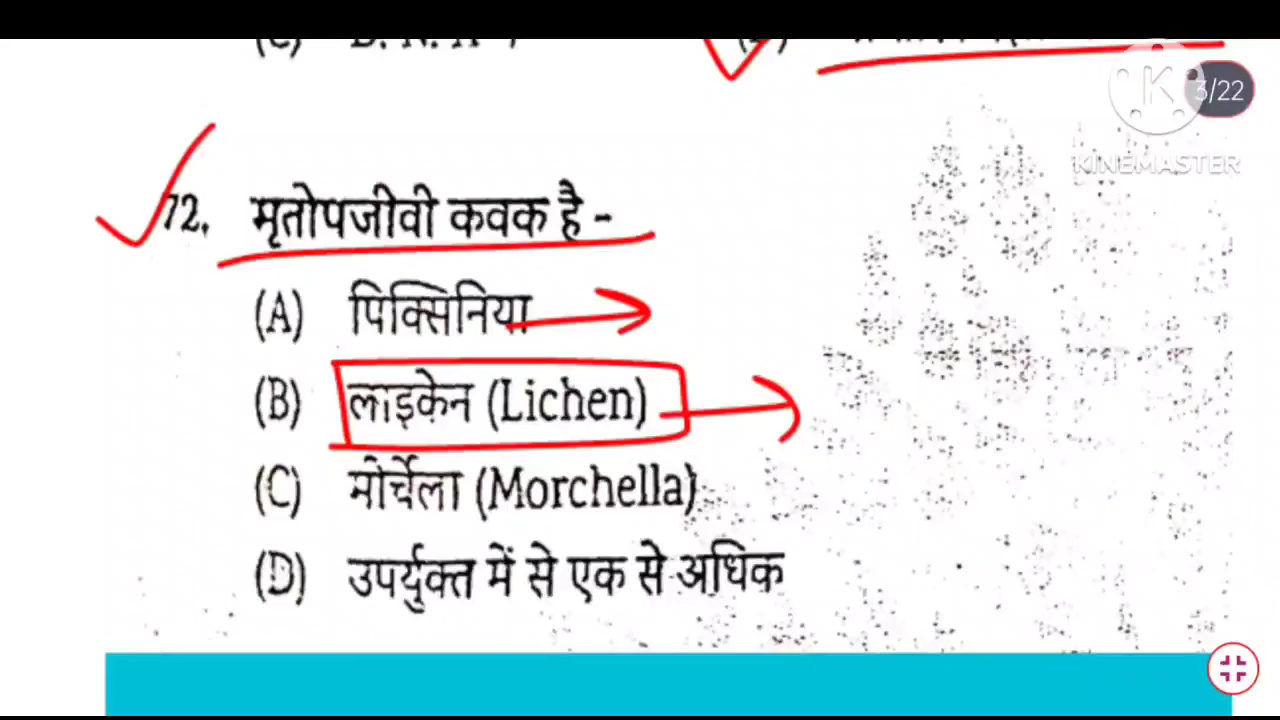 3/22
KINEMASTER
72. मृतोपजीवी कवक है -
(A) पिक्सिनिया
(B) लाइकेन (Lichen)
(C) मोर्चेला (Morchella)
(D) उपर्युक्त में से एक से अधिक